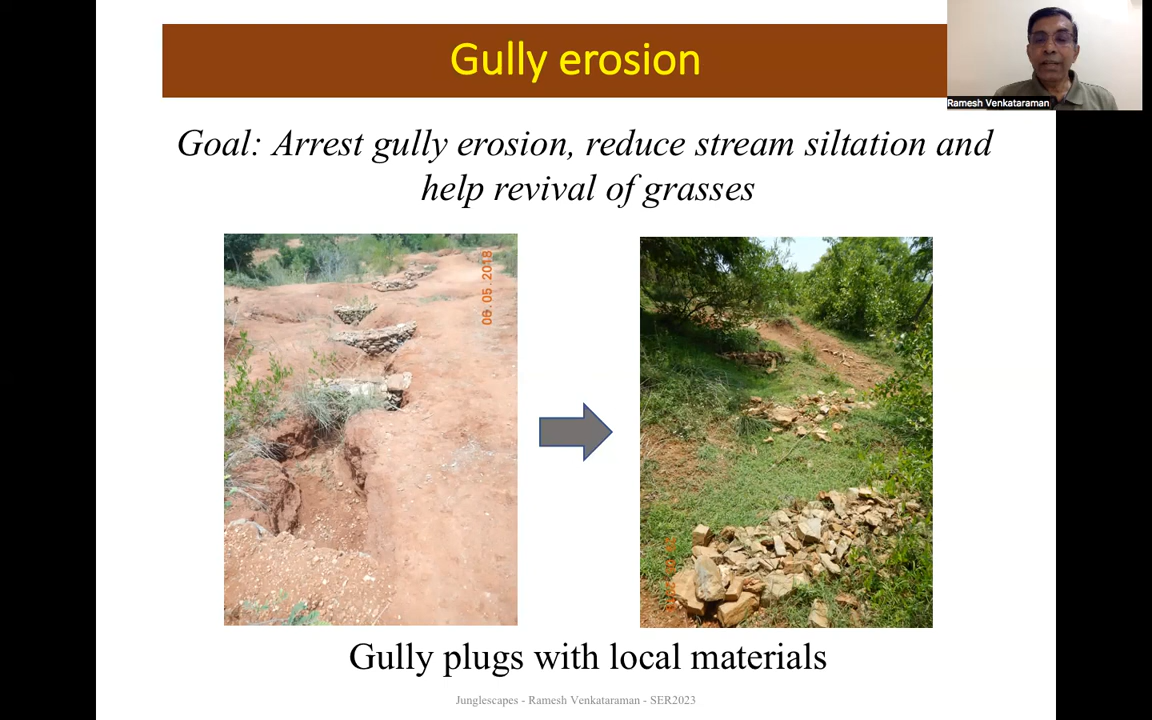 Gully erosion
Ramesh Venkataraman
Goal: Arrest gully erosion, reduce stream siltation and
help revival of grasses
06.05.2018
Gully plugs with local materials
Junglescapes - Ramesh Venkataraman - SER2023